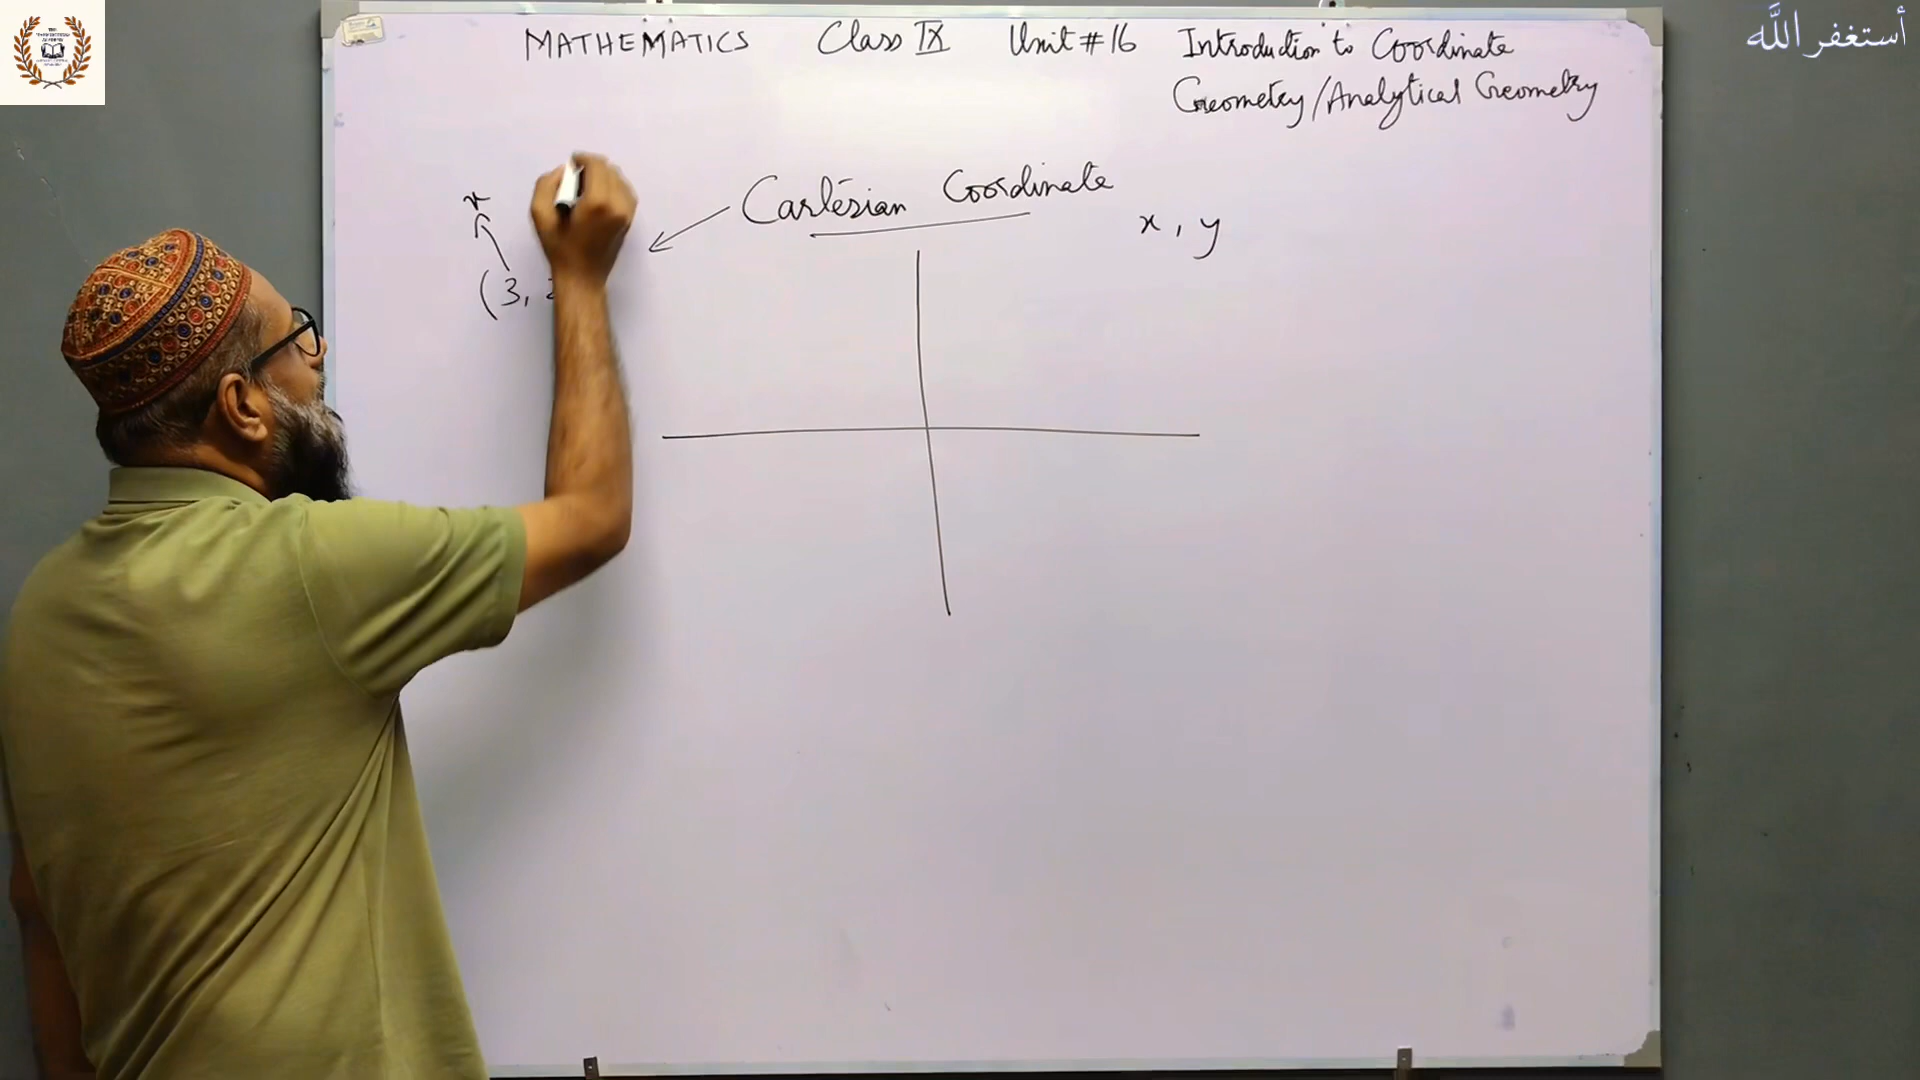 MATHEMATICS Class IX Unit # 16 Introduction to Coordinate
Geometry/Analytical Geometry
أستغفر الله
Cartesian Coordinate
x
x , y
(3,